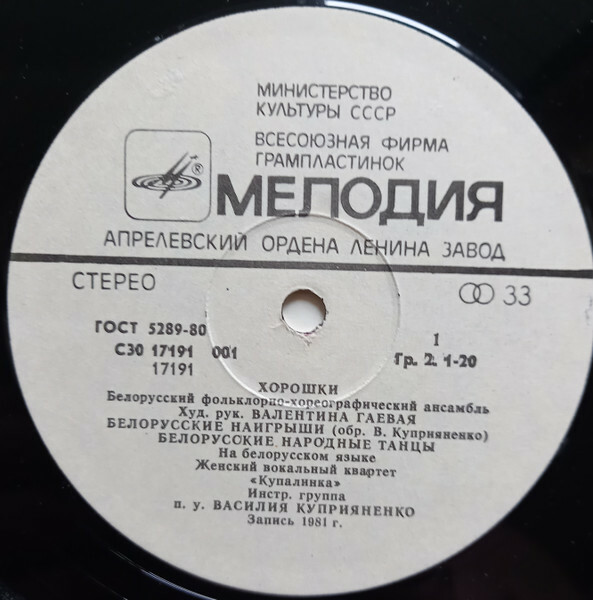 МИНИСТЕРСТВО
КУЛЬТУРЫ СССР
ВСЕСОЮЗНАЯ ФИРМА
ГРАМПЛАСТИНОК
®
МЕЛОДИЯ
АПРЕЛЕВСКИЙ ОРДЕНА ЛЕНИНА ЗАВОД
СТЕРЕО
33
ГОСТ 5289-80
С30 17191 001
17191
1
Гр. 2. 1-20
ХОРОШКИ
Белорусский фольклорно-хореографический ансамбль
Худ. рук. ВАЛЕНТИНА ГАЕВАЯ
БЕЛОРУССКИЕ НАИГРЫШИ (обр. В. Куприяненко)
БЕЛОРУССКИЕ НАРОДНЫЕ ТАНЦЫ
На белорусском языке
Женский вокальный квартет
«Купалинка»
Инстр. группа
п. у. ВАСИЛИЯ КУПРИЯНЕНКО
Запись 1981 г.